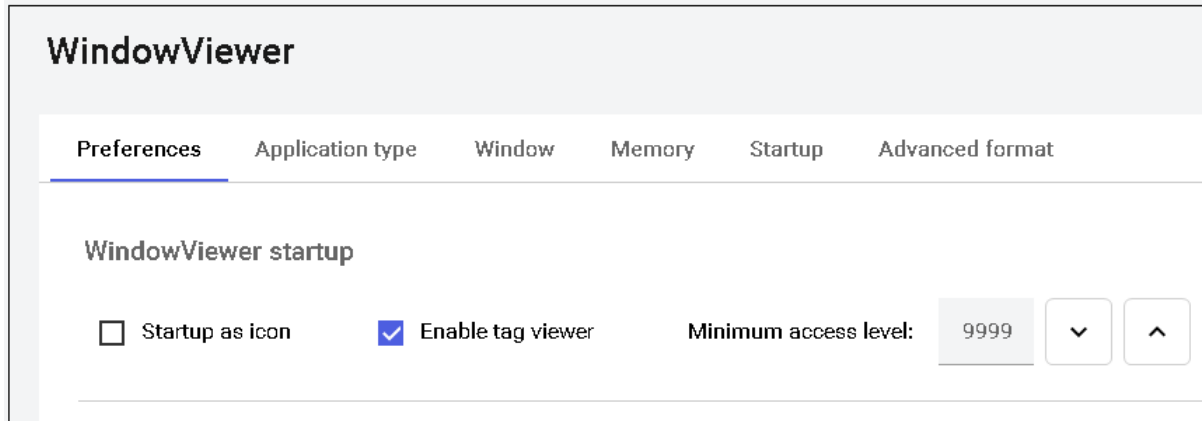 WindowViewer
Preferences Application type Window Memory Startup Advanced format
WindowViewer startup
Startup as icon Enable tag viewer Minimum access level: 9999